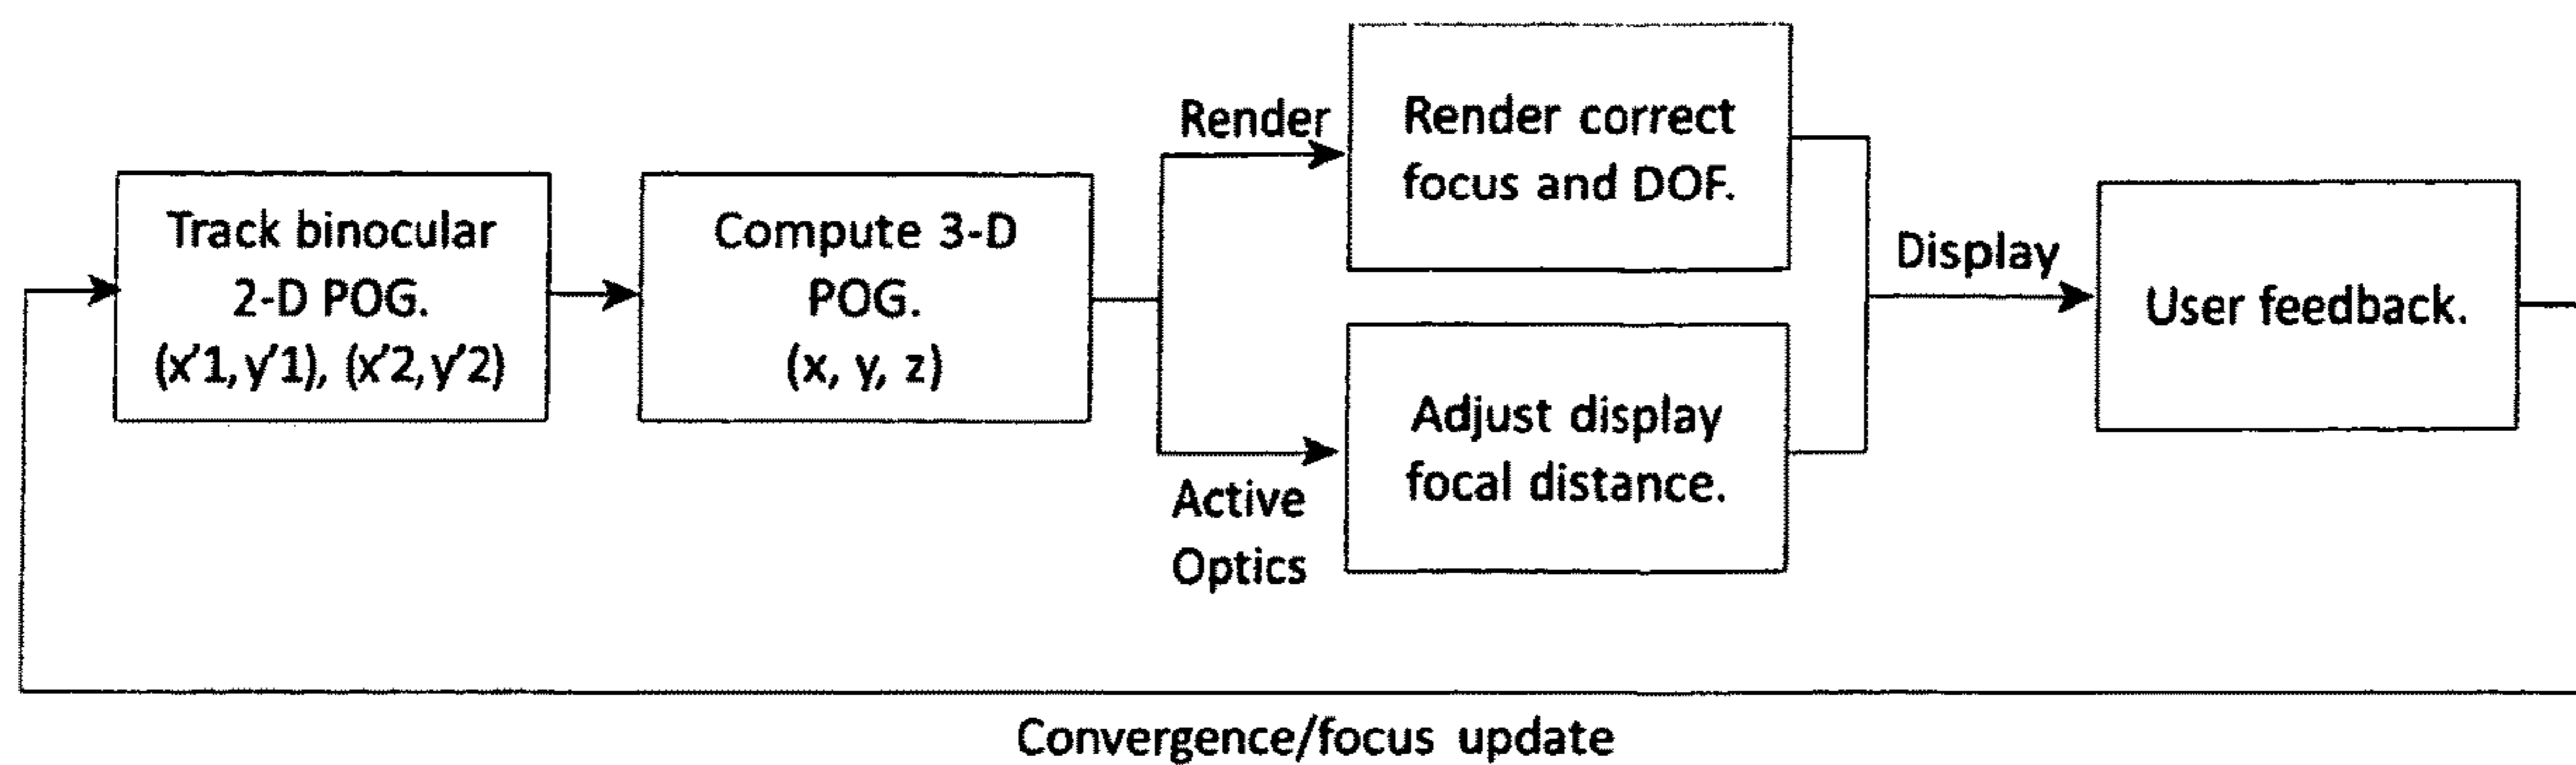 Track binocular
2-D POG.
(x'1, y'1), (x'2, y'2)
Compute 3-D
POG.
(x, y, z)
Render
Render correct
focus and DOF.
Active
Optics
Adjust display
focal distance.
Display
User feedback.
Convergence/focus update